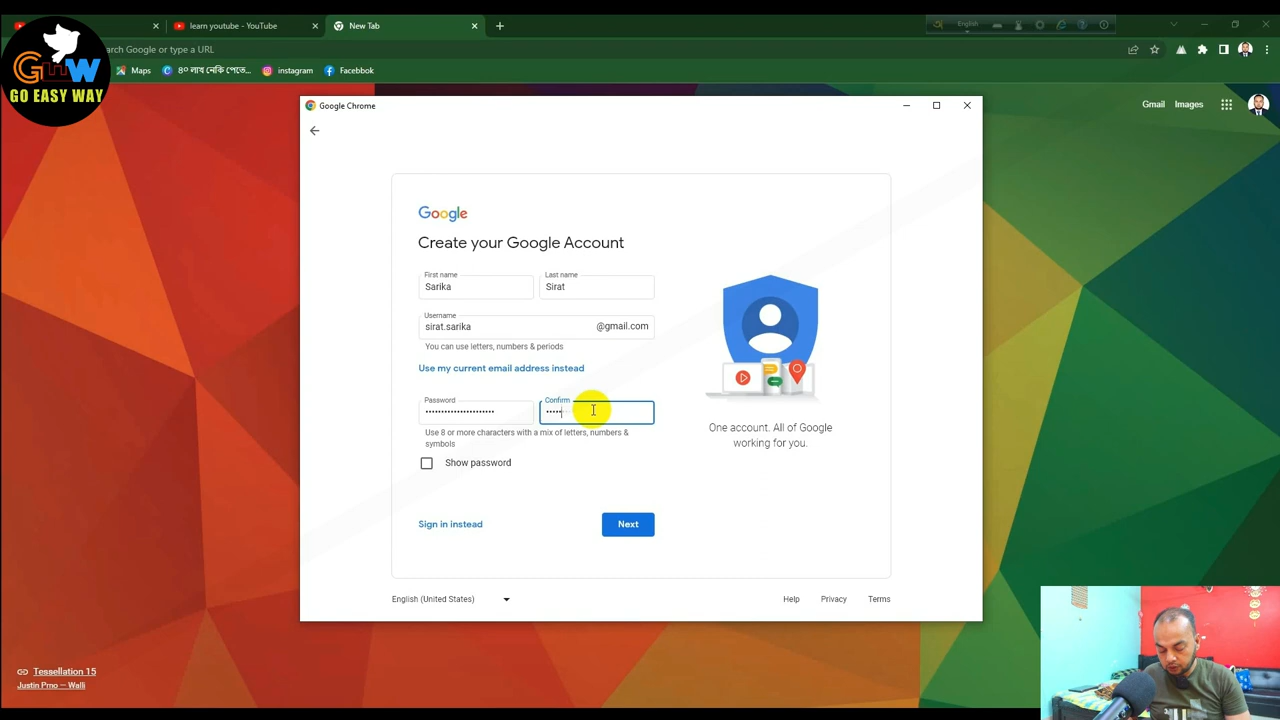 learn youtube - YouTube
New Tab
English
arch Google or type a URL
Maps
৪০ লাখ নেকি পেতে...
instagram
Facebbok
GEW
GO EASY WAY
Google Chrome
Gmail Images
Google
Create your Google Account
First name
Sarika
Last name
Sirat
Username
sirat.sarika
@gmail.com
You can use letters, numbers & periods
Use my current email address instead
Password
Confirm
Use 8 or more characters with a mix of letters, numbers &
symbols
Show password
One account. All of Google
working for you.
Sign in instead
Next
English (United States)
Help Privacy Terms
Tessellation 15
Justin Prno — Walli